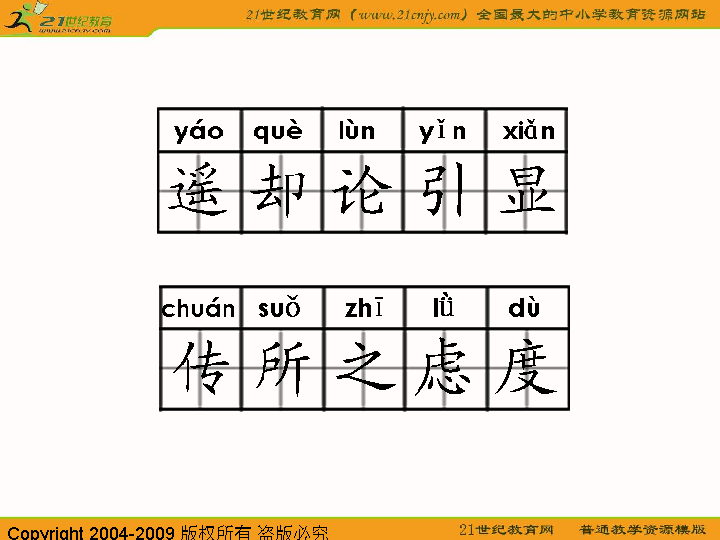 21世纪教育网
www.21cnjy.com
21世纪教育网（www.21cnjy.com）全国最大的中小学教育资源网站
yáo què lùn yǐn xiǎn
遥 却 论 引 显
chuán suǒ zhī lǜ dù
传 所 之 虑 度
Copyright 2004-2009 版权所有 盗版必究
21世纪教育网 普通教学资源模版